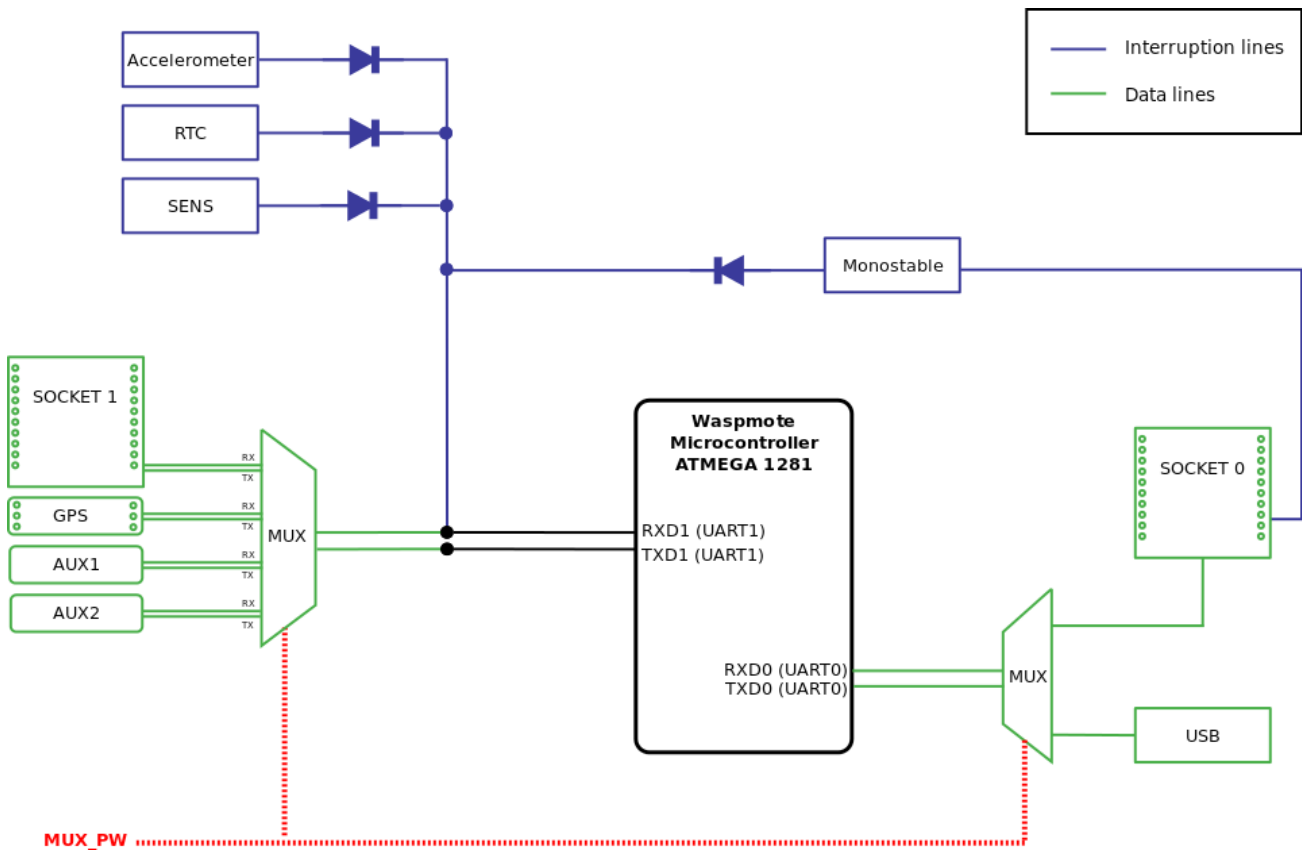 Interruption lines
Data lines
Accelerometer
RTC
SENS
Monostable
SOCKET 1
RX
TX
GPS
RX
TX
AUX1
RX
TX
AUX2
RX
TX
MUX
Waspmote
Microcontroller
ATMEGA 1281
RXD1 (UART1)
TXD1 (UART1)
RXD0 (UART0)
TXD0 (UART0)
SOCKET 0
MUX
USB
MUX_PW